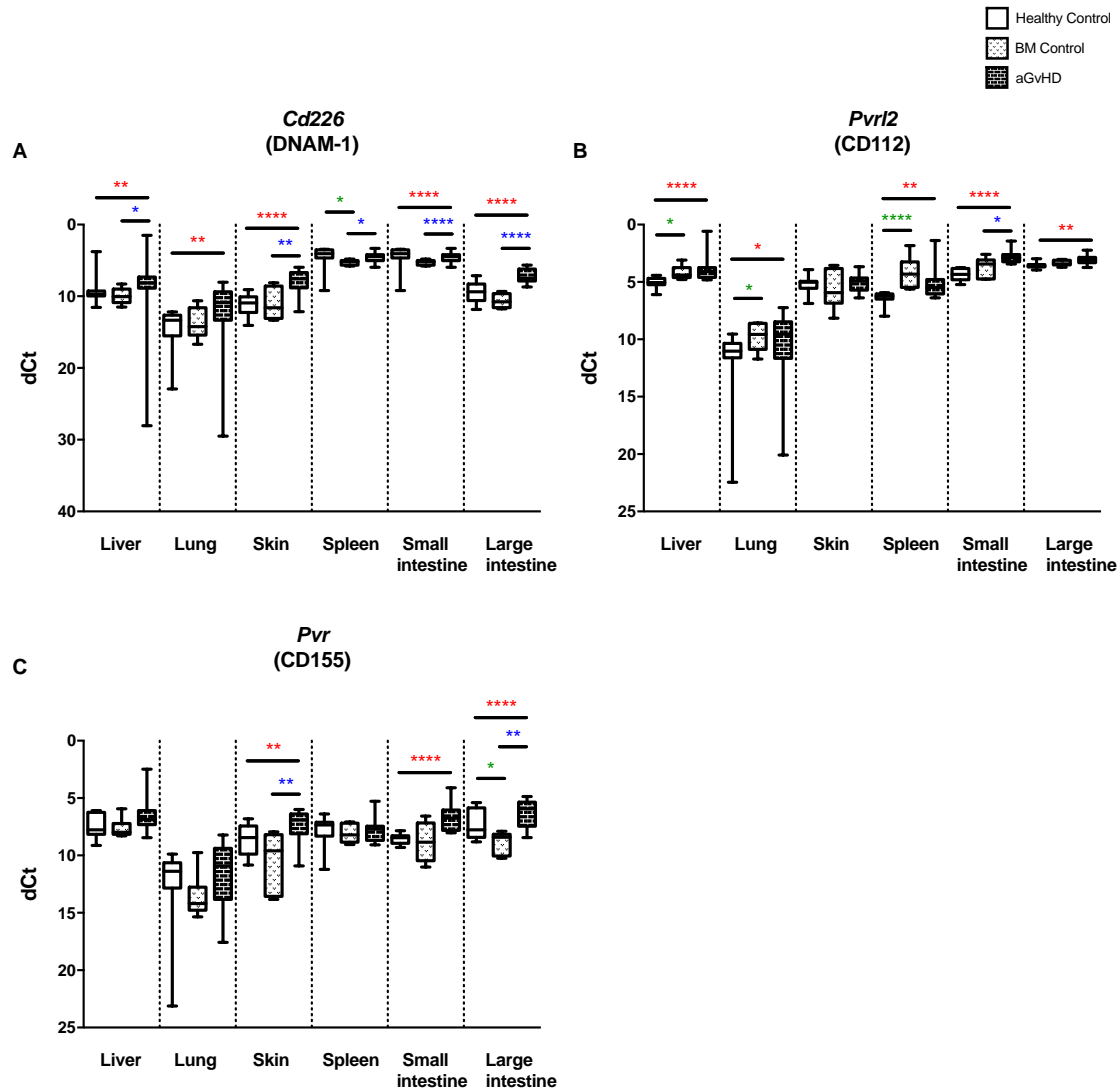 Healthy Control
BM Control
aGvHD
A
Cd226
(DNAM-1)
** * ** **** ** * * **** **** **** ****
0
10
20
30
40
dCt
Liver Lung Skin Spleen Small intestine Large intestine
B
Pvrl2
(CD112)
**** * * * ** **** **** * **
0
5
10
15
20
25
dCt
Liver Lung Skin Spleen Small intestine Large intestine
C
Pvr
(CD155)
** ** **** **** ** *
0
5
10
15
20
25
dCt
Liver Lung Skin Spleen Small intestine Large intestine